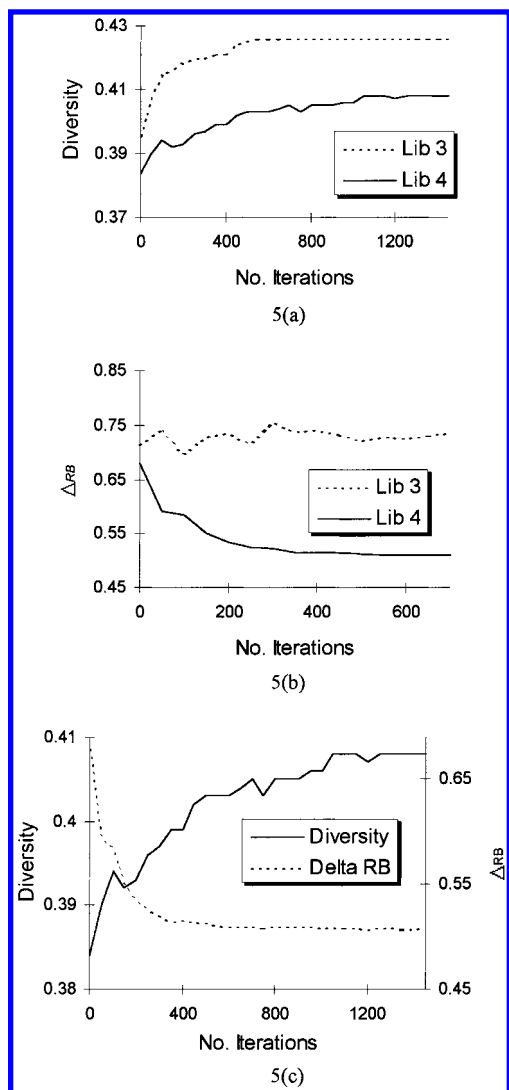 0.43
0.41
0.39
0.37
Diversity
Lib 3
Lib 4
0 400 800 1200
No. Iterations
5(a)
0.85
0.75
0.65
0.55
0.45
△RB
Lib 3
Lib 4
0 200 400 600
No. Iterations
5(b)
0.41
0.4
0.39
0.38
Diversity
Diversity
Delta RB
0.65
0.55
0.45
△RB
0 400 800 1200
No. Iterations
5(c)